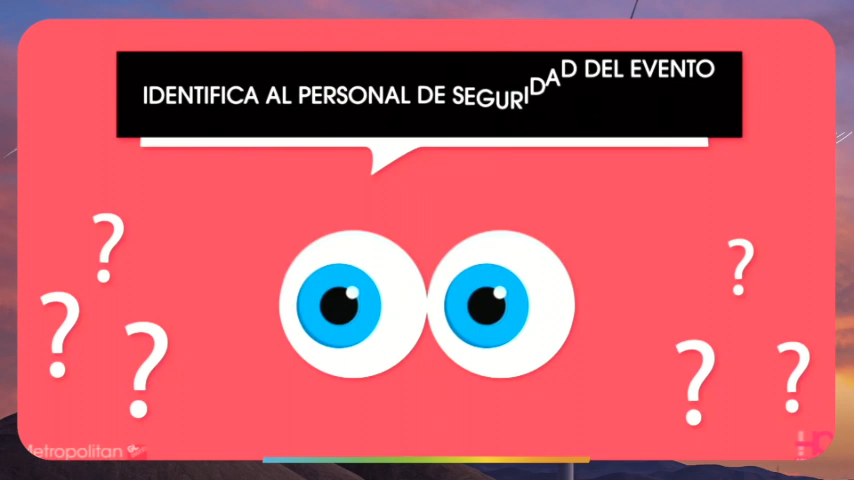 IDENTIFICA AL PERSONAL DE SEGURIDAD DEL EVENTO
? ?
? ? ? ?
Metropolitan